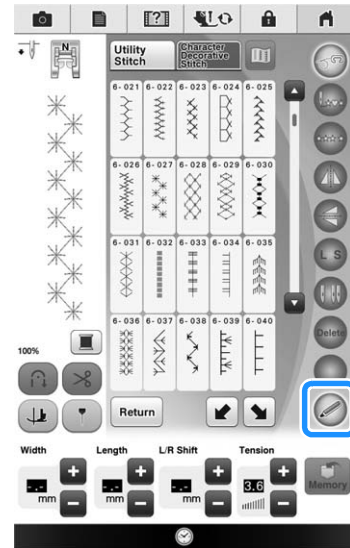 [?]
N
Utility
Stitch
Character
Decorative
Stitch
6-021 6-022 6-023 6-024 6-025
6-026 6-027 6-028 6-029 6-030
6-031 6-032 6-033 6-034 6-035
6-036 6-037 6-038 6-039 6-040
L S
Delete
100%
Return
Width Length L/R Shift Tension
+ + + +
-.- -.- -.- 3.6
mm - mm - mm - -
Memory